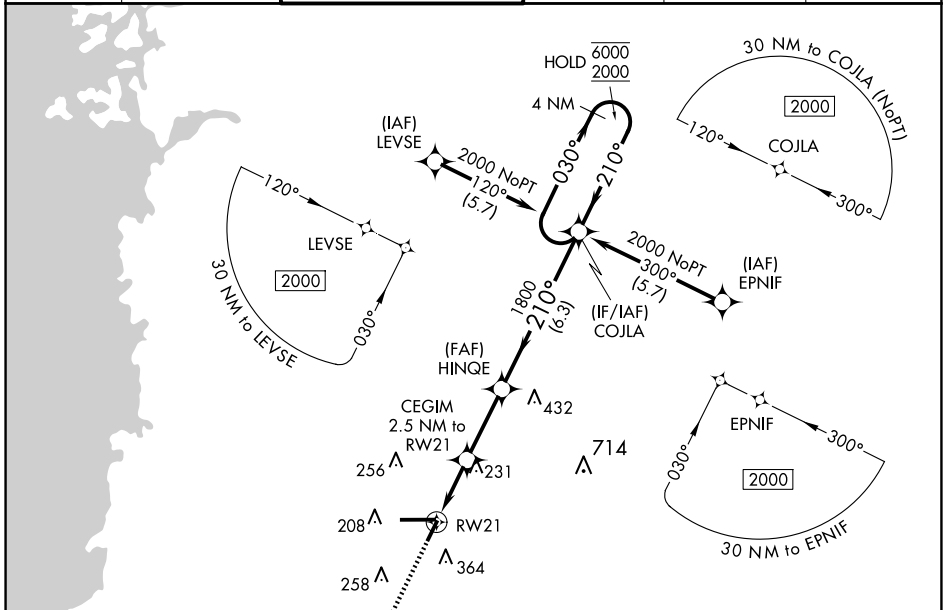 HOLD 6000
2000
4 NM
030°
210°
(IAF)
LEVSE
2000 NoPT
120°
(5.7)
30 NM to COJLA (NoPT)
2000
120°
COJLA
300°
120°
LEVSE
2000
030°
30 NM to LEVSE
2000 NoPT
300°
(5.7)
(IAF)
EPNIF
(IF/IAF)
COJLA
1800
210°
(6.3)
(FAF)
HINQE
432
CEGIM
2.5 NM to
RW21
256
231
714
208
RW21
364
258
EPNIF
300°
030°
2000
30 NM to EPNIF